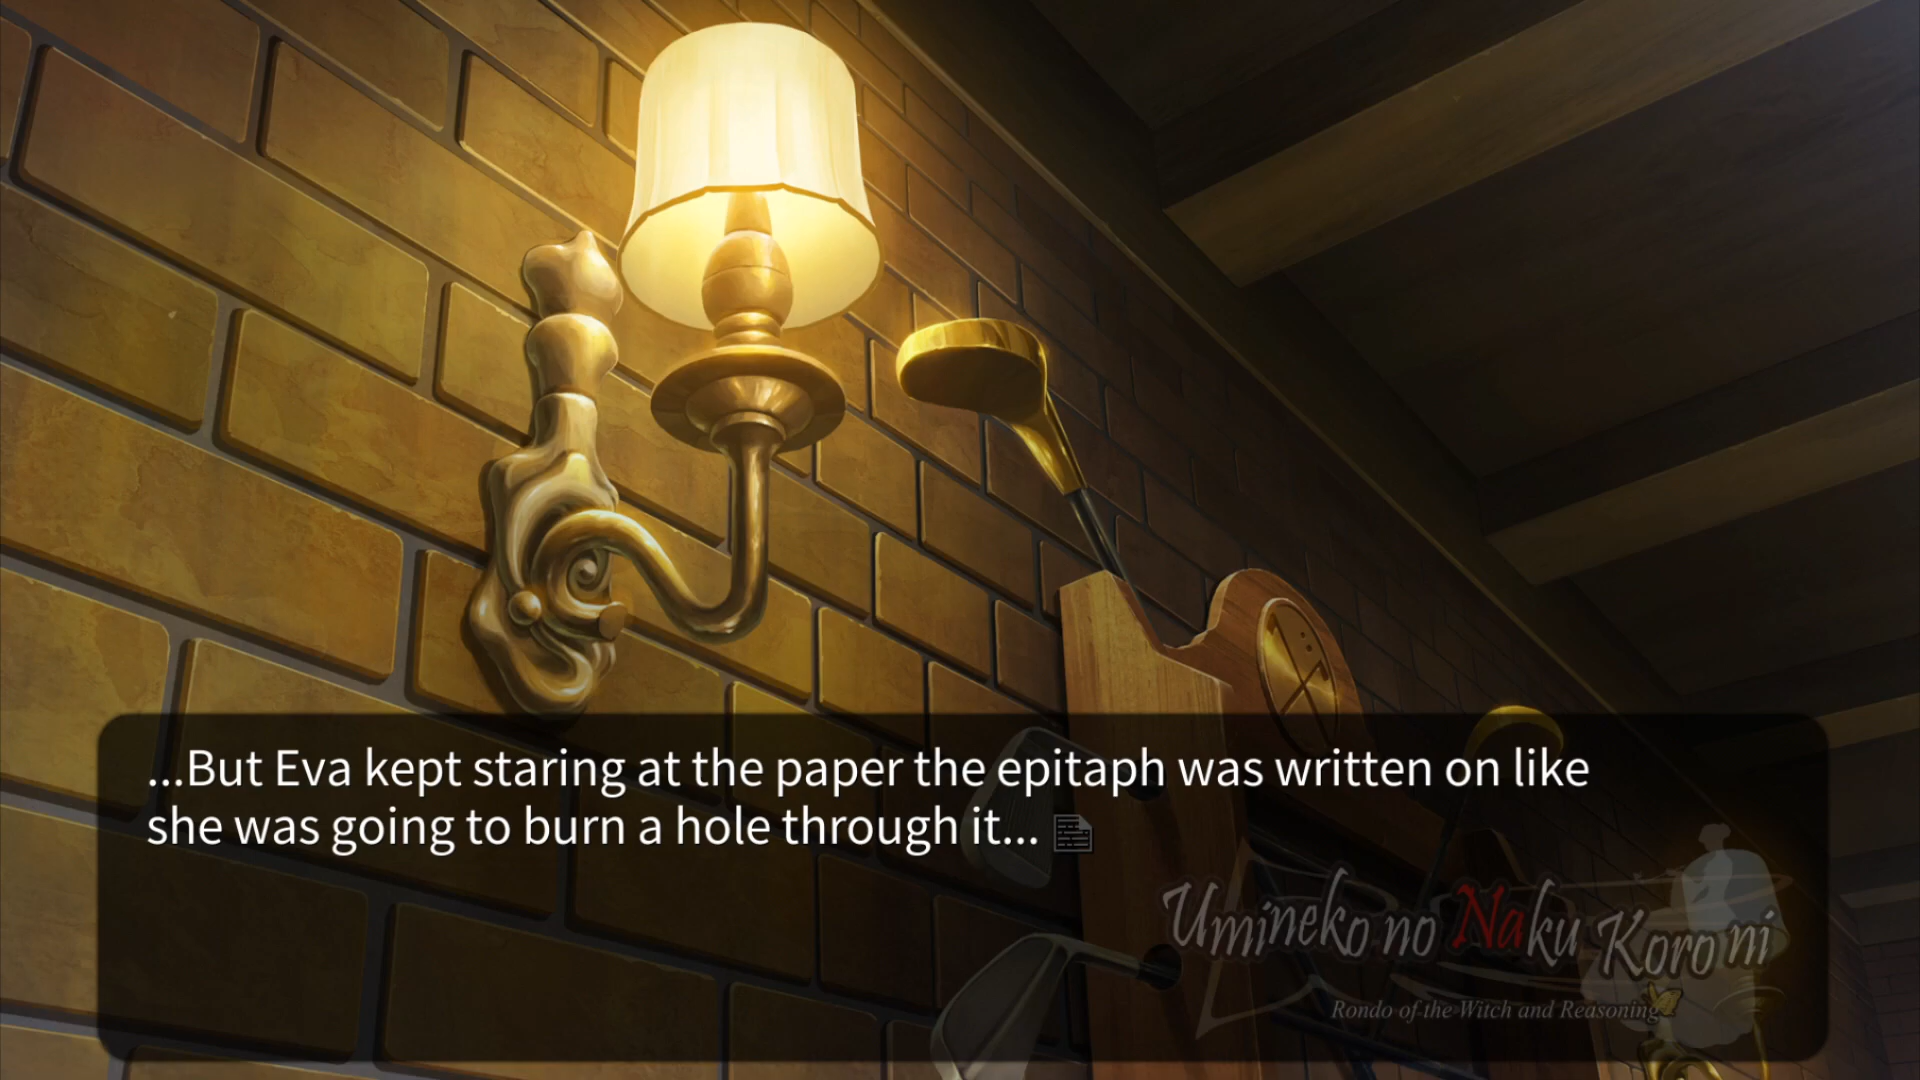 ...But Eva kept staring at the paper the epitaph was written on like
she was going to burn a hole through it...
Umineko no Naku Koro ni
Rondo of the Witch and Reasoning